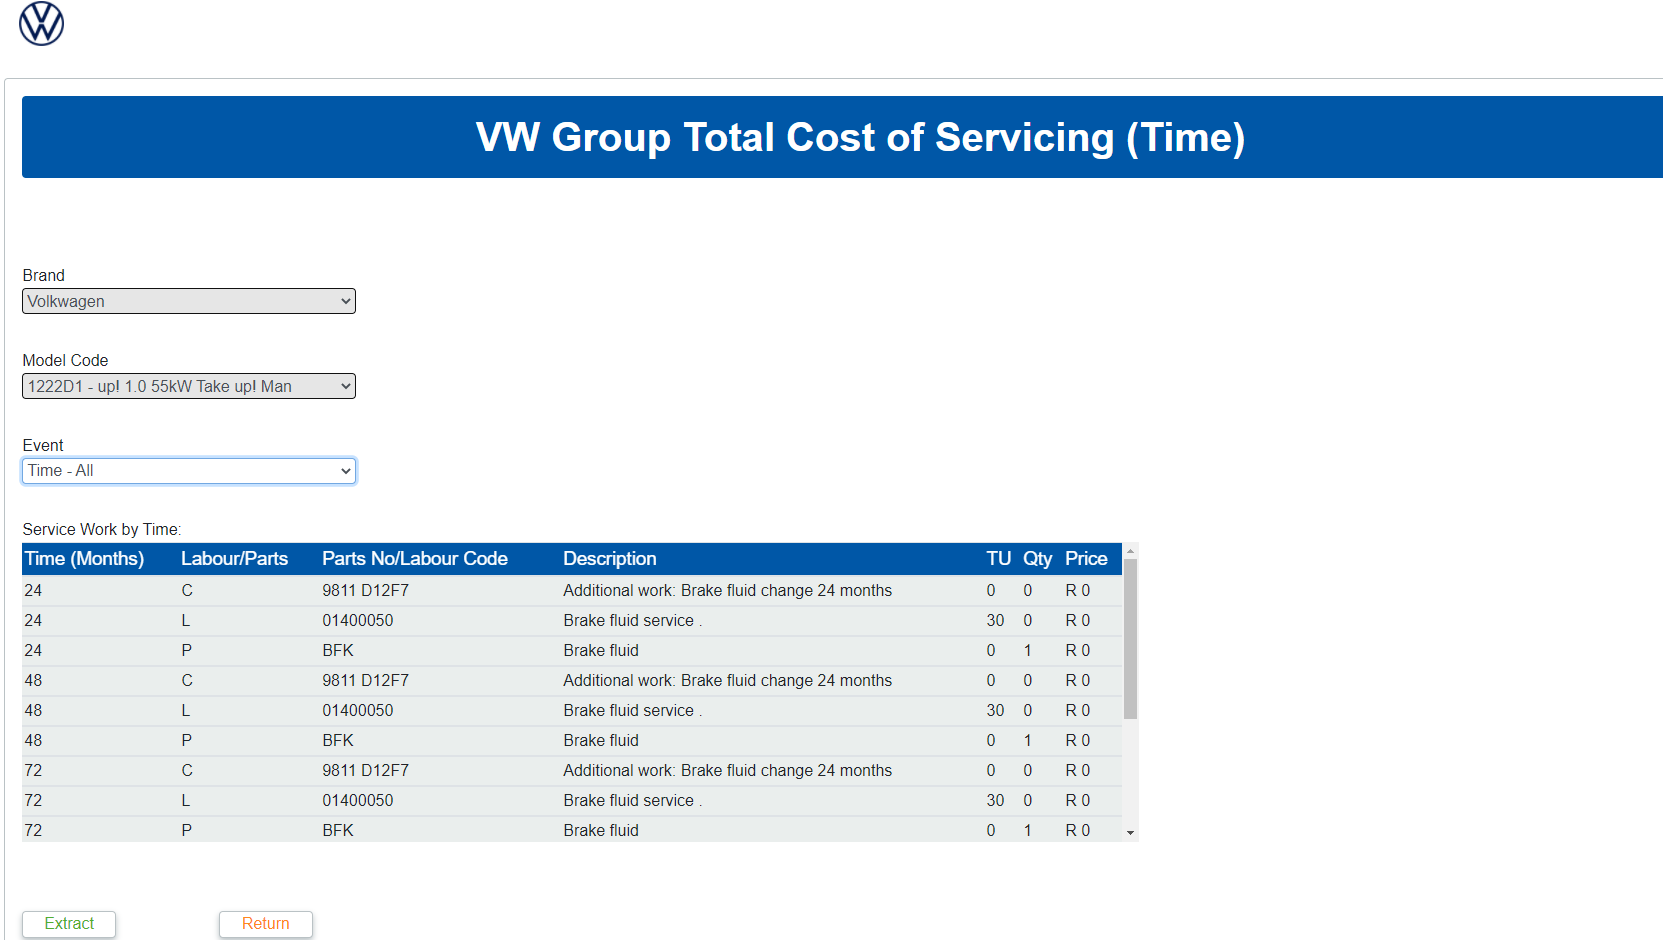 VW Group Total Cost of Servicing (Time)
Brand
Volkwagen
Model Code
1222D1 - up! 1.0 55kW Take up! Man
Event
Time - All
Service Work by Time:
Time (Months) Labour/Parts Parts No/Labour Code Description TU Qty Price
24 C 9811 D12F7 Additional work: Brake fluid change 24 months 0 0 R 0
24 L 01400050 Brake fluid service . 30 0 R 0
24 P BFK Brake fluid 0 1 R 0
48 C 9811 D12F7 Additional work: Brake fluid change 24 months 0 0 R 0
48 L 01400050 Brake fluid service . 30 0 R 0
48 P BFK Brake fluid 0 1 R 0
72 C 9811 D12F7 Additional work: Brake fluid change 24 months 0 0 R 0
72 L 01400050 Brake fluid service . 30 0 R 0
72 P BFK Brake fluid 0 1 R 0
Extract Return